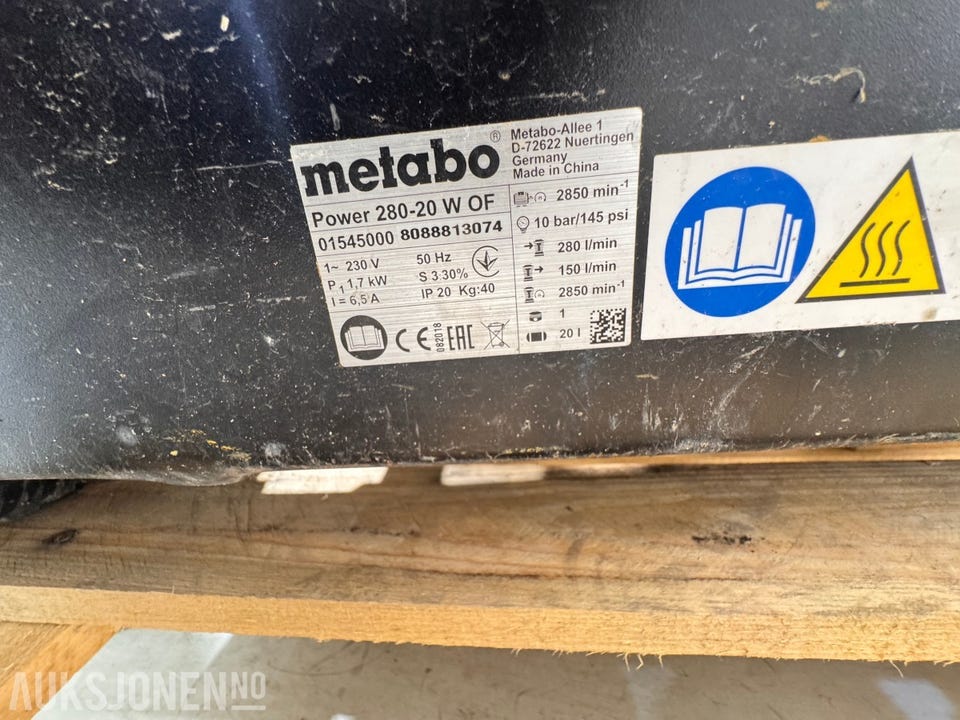 metabo®
Power 280-20 W OF
01545000 8088813074
1~ 230 V 50 Hz
P1 1,7 kW S 3.30%
I = 6,5 A IP 20 Kg:40
CE 082018 EAC
Metabo-Allee 1
D-72622 Nuertingen
Germany
Made in China
2850 min-1
10 bar/145 psi
280 l/min
150 l/min
2850 min-1
1
20 l
AUKSJONEN.NO